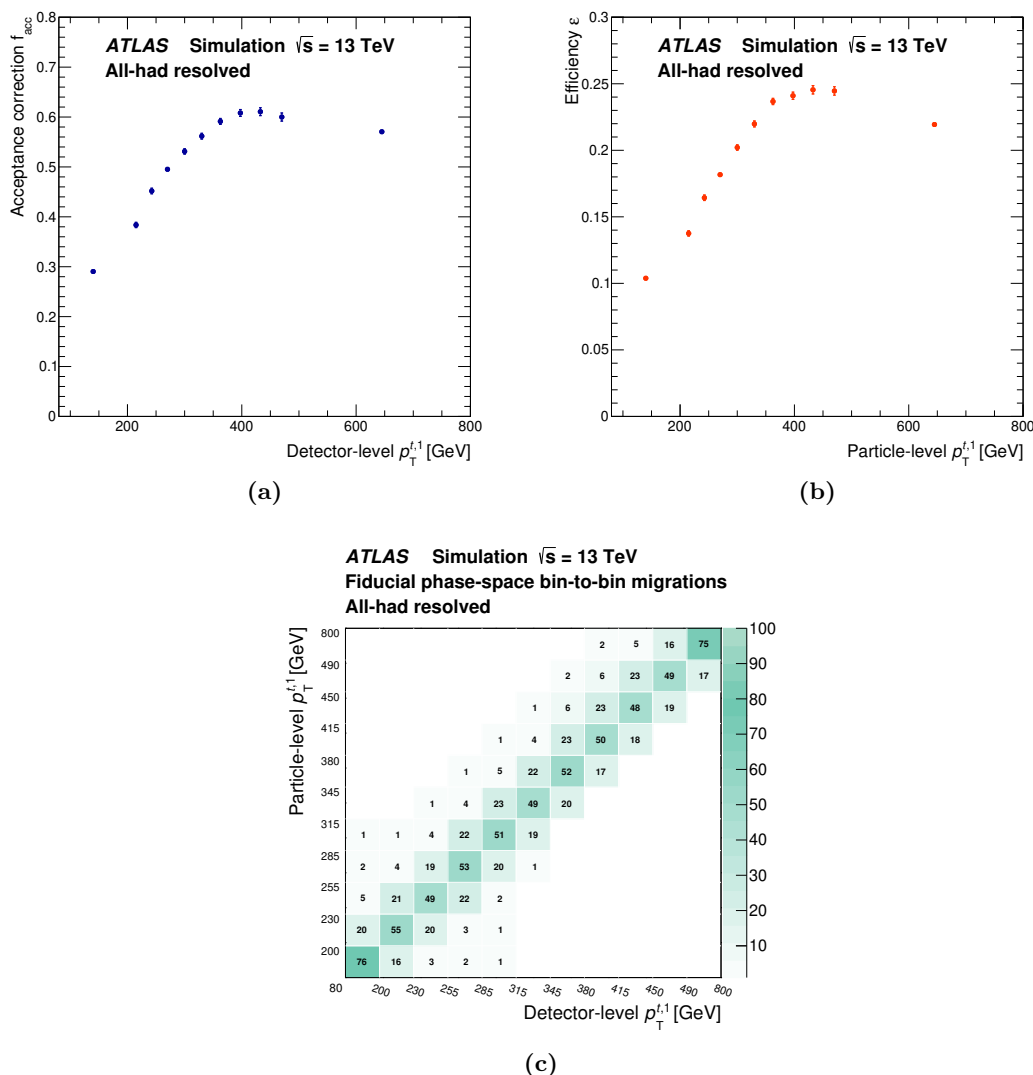 Acceptance correction f_acc
ATLAS Simulation √s = 13 TeV
All-had resolved
0.8
0.7
0.6
0.5
0.4
0.3
0.2
0.1
0
200 400 600 800
Detector-level p_T^{t,1} [GeV]
(a)
Efficiency ε
ATLAS Simulation √s = 13 TeV
All-had resolved
0.3
0.25
0.2
0.15
0.1
0.05
0
200 400 600 800
Particle-level p_T^{t,1} [GeV]
(b)
ATLAS Simulation √s = 13 TeV
Fiducial phase-space bin-to-bin migrations
All-had resolved
Particle-level p_T^{t,1} [GeV]
800
2 5 16 75
490
2 6 23 49 17
450
1 6 23 48 19
415
1 4 23 50 18
380
1 5 22 52 17
345
1 4 23 49 20
315
1 1 4 22 51 19
285
2 4 19 53 20 1
255
5 21 49 22 2
230
20 55 20 3 1
200
76 16 3 2 1
80 200 230 255 285 315 345 380 415 450 490 800
Detector-level p_T^{t,1} [GeV]
100
90
80
70
60
50
40
30
20
10
(c)